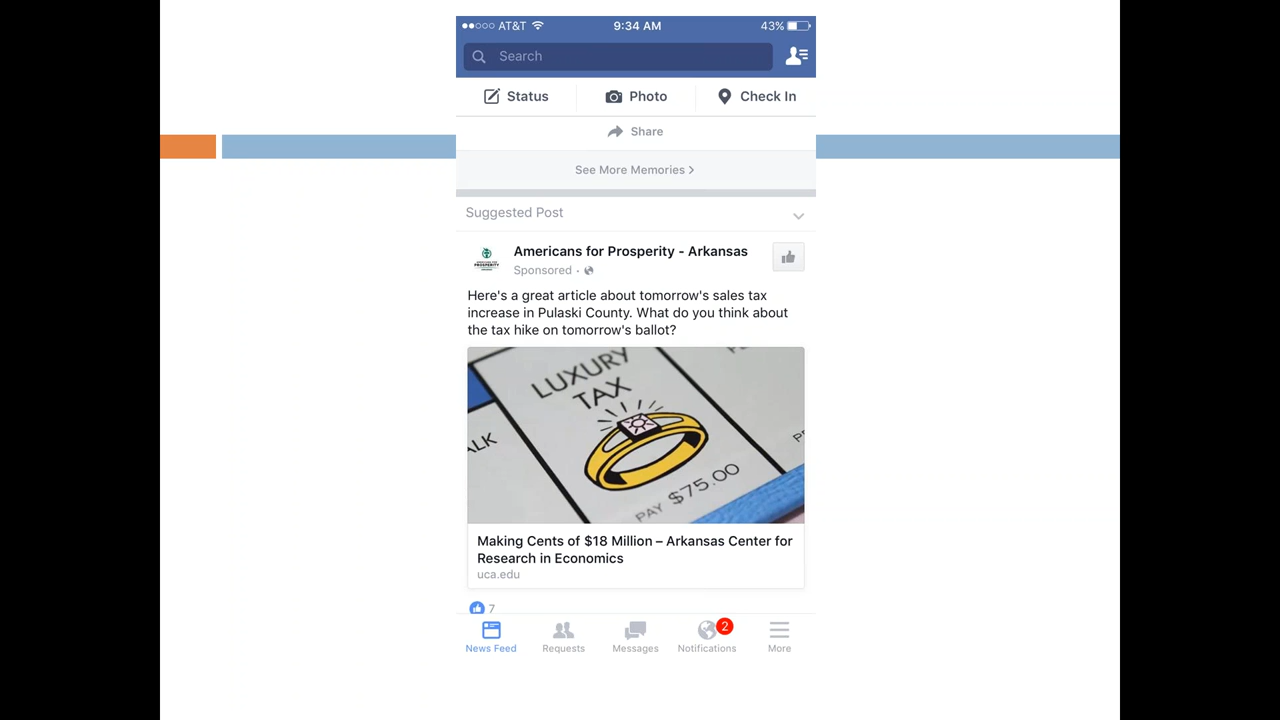 AT&T 9:34 AM 43%
Search
Status Photo Check In
Share
See More Memories
Suggested Post
Americans for Prosperity - Arkansas
Sponsored ·
Here's a great article about tomorrow's sales tax
increase in Pulaski County. What do you think about
the tax hike on tomorrow's ballot?
LUXURY
TAX
ALK
PAY $75.00
Making Cents of $18 Million – Arkansas Center for
Research in Economics
uca.edu
7
2
News Feed Requests Messages Notifications More